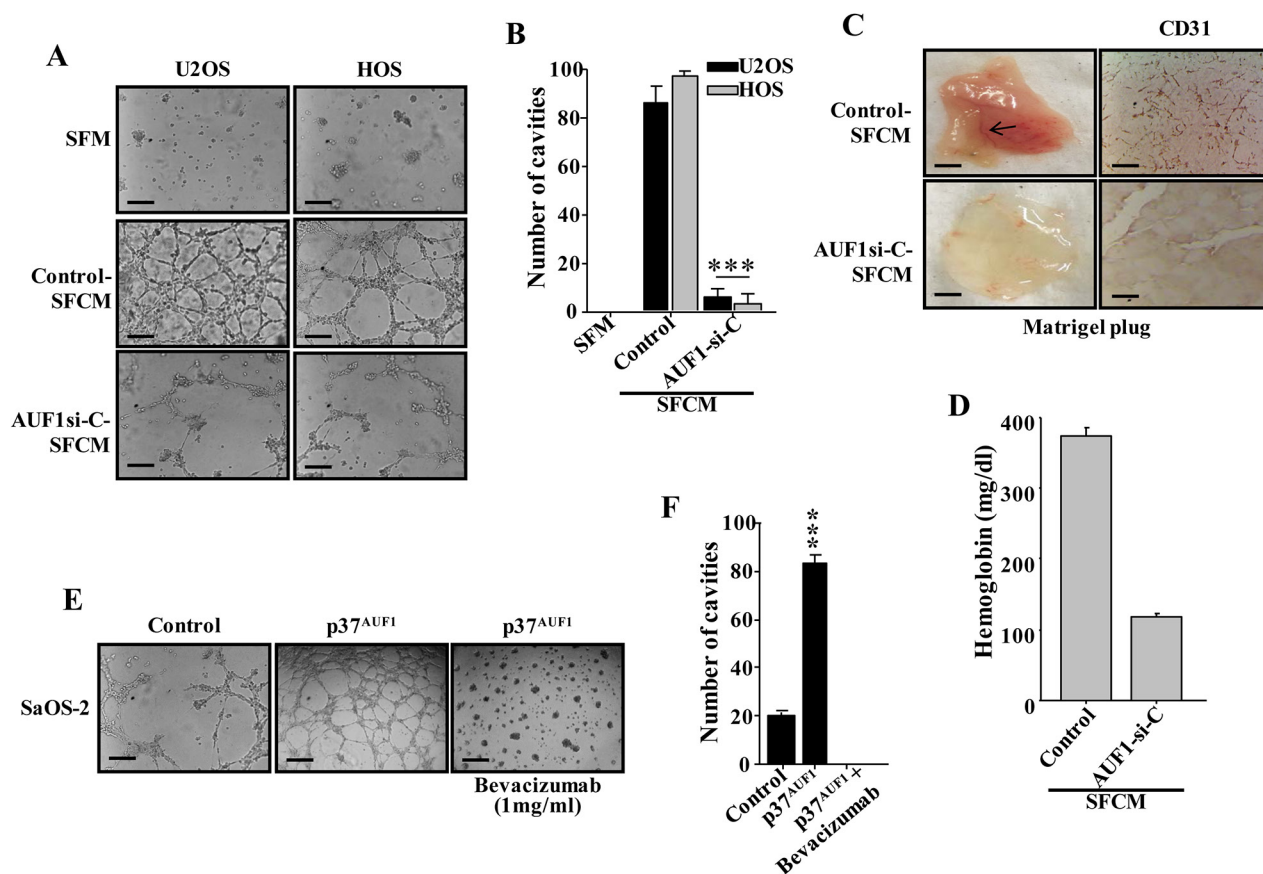 A
U2OS
HOS
SFM
Control-
SFCM
AUF1si-C-
SFCM
B
Number of cavities
100
80
60
40
20
0
U2OS
HOS
***
SFM
Control
AUF1-si-C
SFCM
C
CD31
Control-
SFCM
AUF1si-C-
SFCM
Matrigel plug
D
Hemoglobin (mg/dl)
400
300
200
100
0
Control
AUF1-si-C
SFCM
E
Control
p37AUF1
p37AUF1
SaOS-2
Bevacizumab
(1mg/ml)
F
Number of cavities
100
80
60
40
20
0
***
Control
p37AUF1
p37AUF1+
Bevacizumab